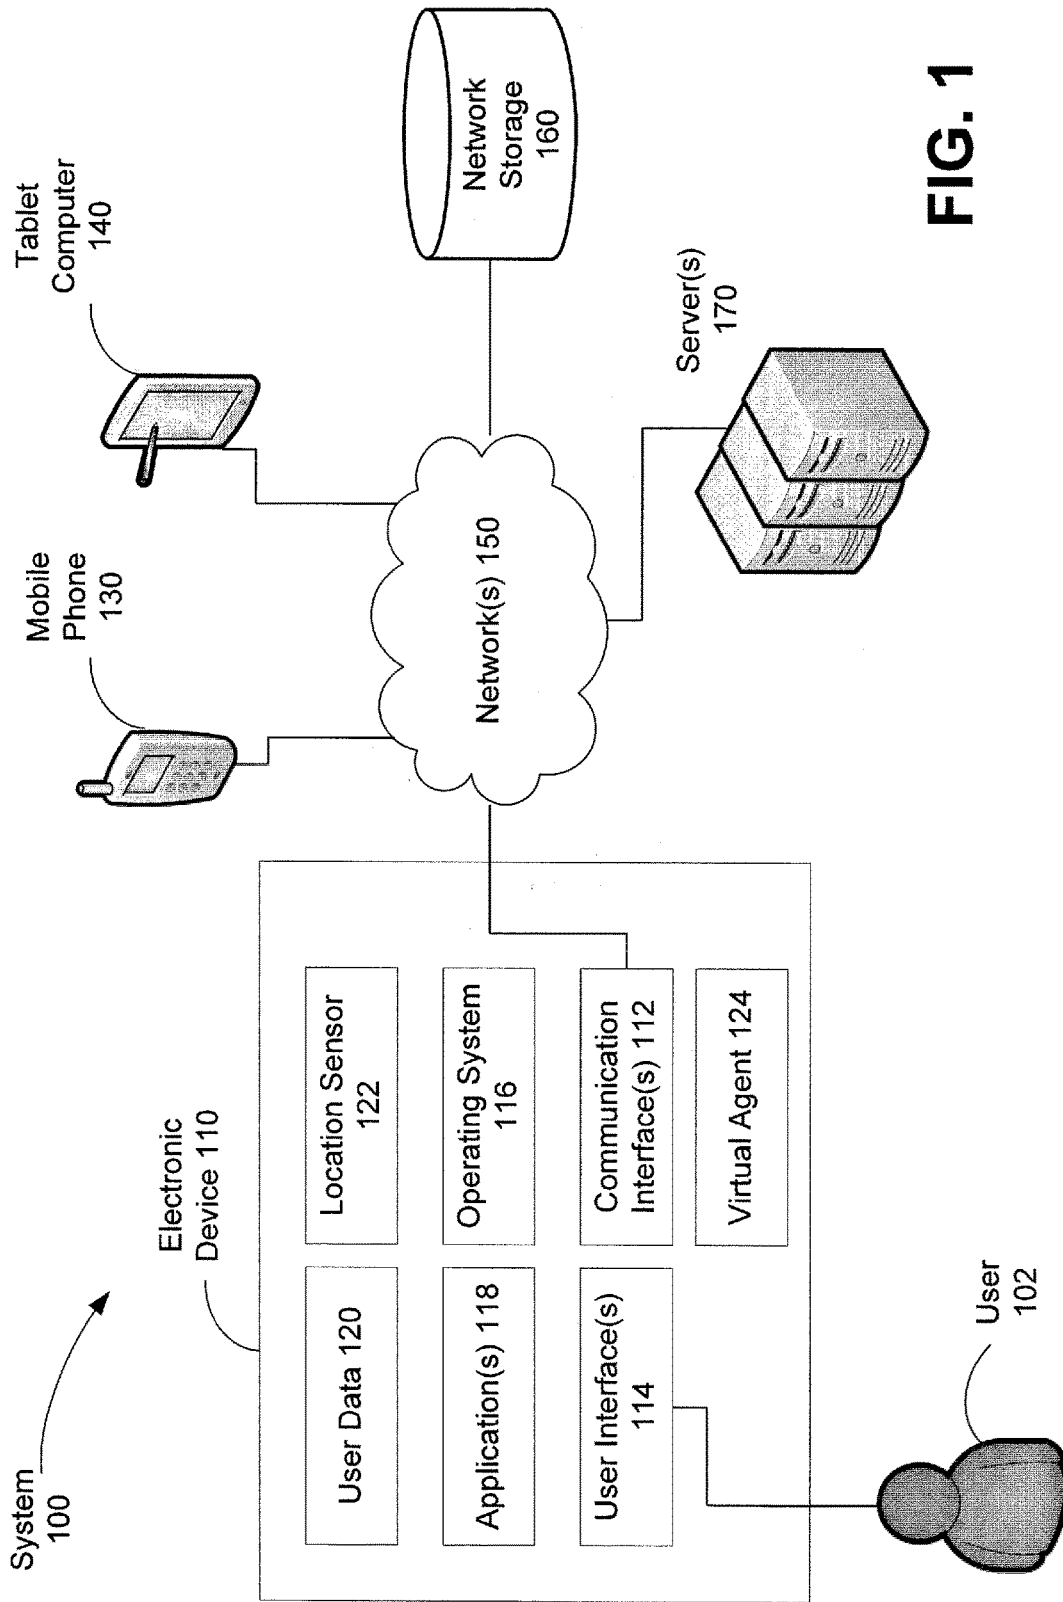 System
100
Electronic
Device 110
User Data 120
Location Sensor
122
Application(s) 118
Operating System
116
User Interface(s)
114
Communication
Interface(s) 112
Virtual Agent 124
User
102
Mobile
Phone
130
Tablet
Computer
140
Network(s) 150
Network
Storage
160
Server(s)
170
FIG. 1